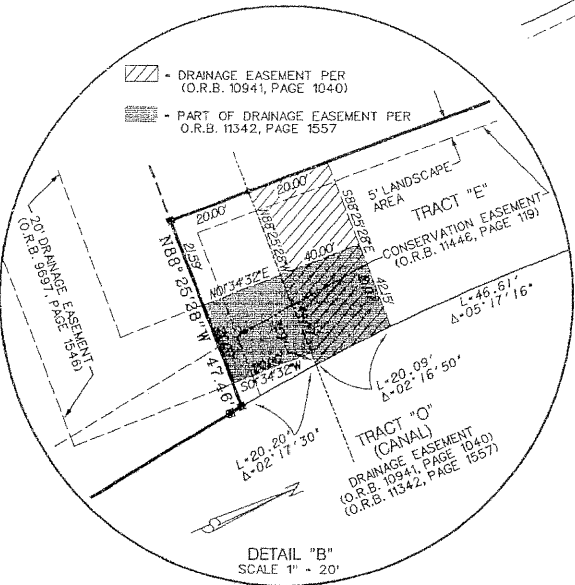 - DRAINAGE EASEMENT PER
(O.R.B. 10941, PAGE 1040)
- PART OF DRAINAGE EASEMENT PER
O.R.B. 11342, PAGE 1557
20' DRAINAGE EASEMENT
(O.R.B. 9697, PAGE 1546)
20.00'
20.00'
5' LANDSCAPE
AREA
TRACT "E"
CONSERVATION EASEMENT
(O.R.B. 11446, PAGE 119)
N88°25'28"W
S88°25'28"E
21.59'
N01°34'32"E
40.00'
42.15'
N88°25'28"W 47.46'
S01°34'32"W
L=46.61'
Δ=05°17'16"
L=20.09'
Δ=02°16'50"
L=20.20'
Δ=02°17'30"
TRACT "O"
(CANAL)
DRAINAGE EASEMENT
(O.R.B. 10941, PAGE 1040)
(O.R.B. 11342, PAGE 1557)
DETAIL "B"
SCALE 1" = 20'